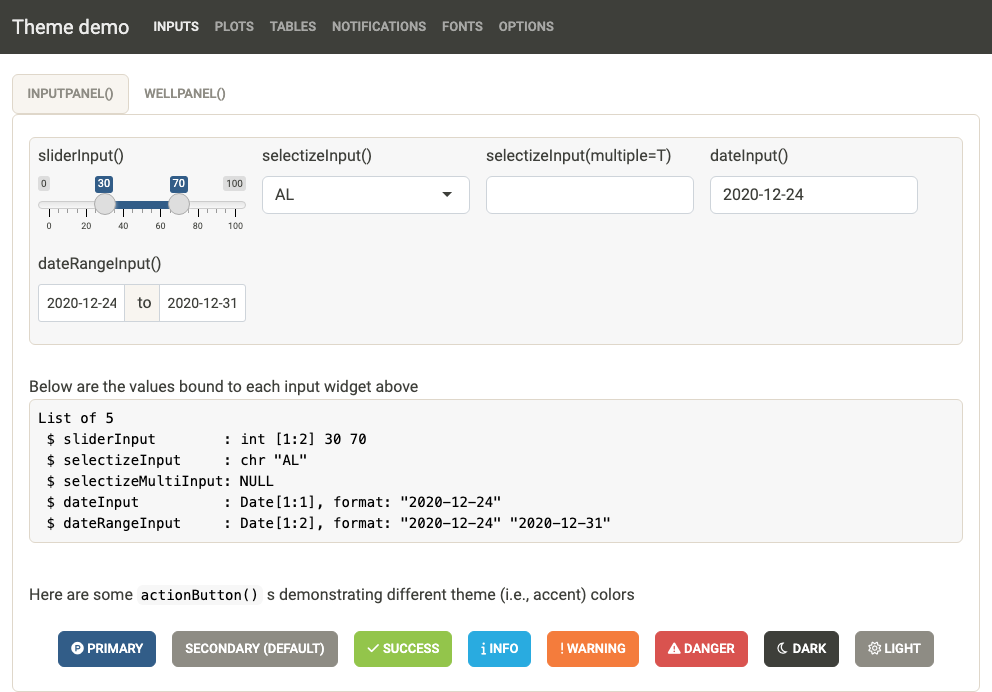 Theme demo INPUTS PLOTS TABLES NOTIFICATIONS FONTS OPTIONS
INPUTPANEL() WELLPANEL()
sliderInput() selectizeInput() selectizeInput(multiple=T) dateInput()
0 30 70 100
AL 2020-12-24
0 20 40 60 80 100
dateRangeInput()
2020-12-24 to 2020-12-31
Below are the values bound to each input widget above
List of 5
 $ sliderInput        : int [1:2] 30 70
 $ selectizeInput     : chr "AL"
 $ selectizeMultiInput: NULL
 $ dateInput          : Date[1:1], format: "2020-12-24"
 $ dateRangeInput     : Date[1:2], format: "2020-12-24" "2020-12-31"
Here are some actionButton() s demonstrating different theme (i.e., accent) colors
PRIMARY SECONDARY (DEFAULT) SUCCESS INFO WARNING DANGER DARK LIGHT